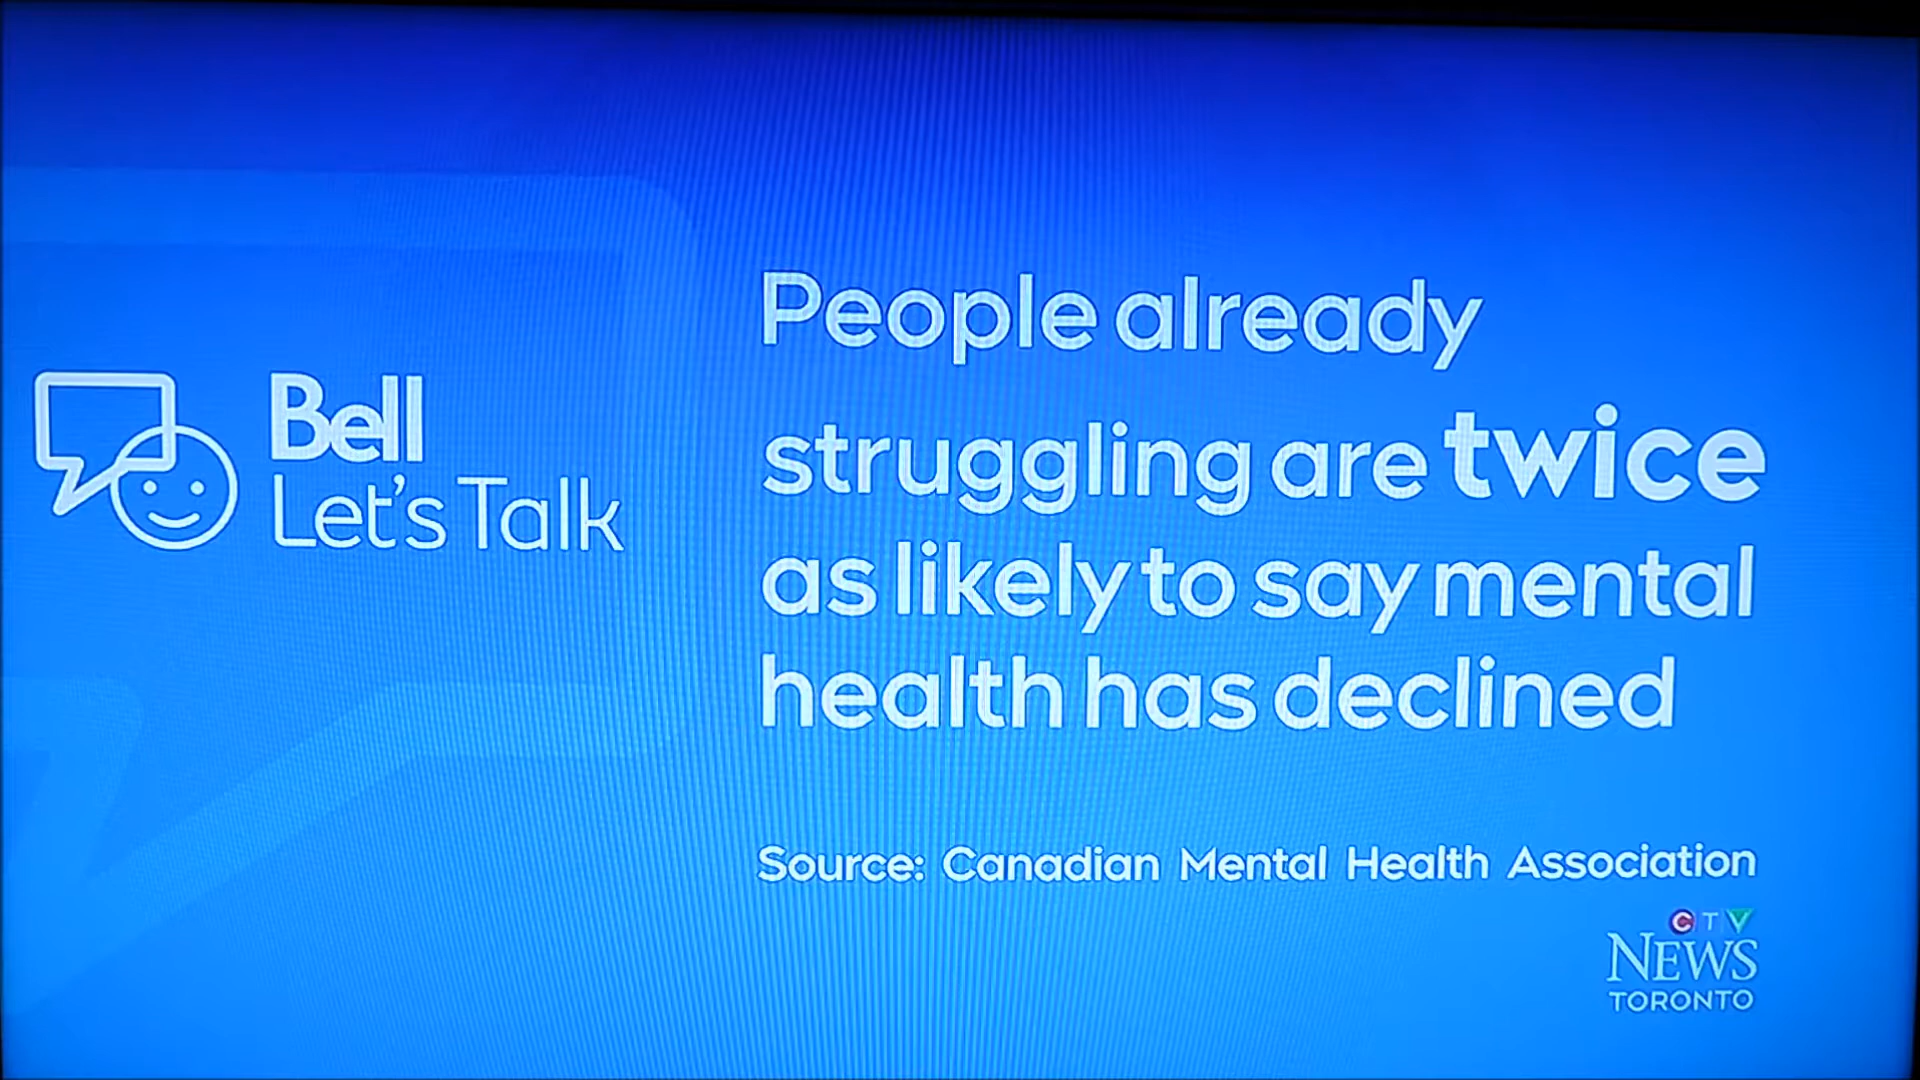 Bell
Let's Talk
People already
struggling are twice
as likely to say mental
health has declined
Source: Canadian Mental Health Association
CTV
NEWS
TORONTO